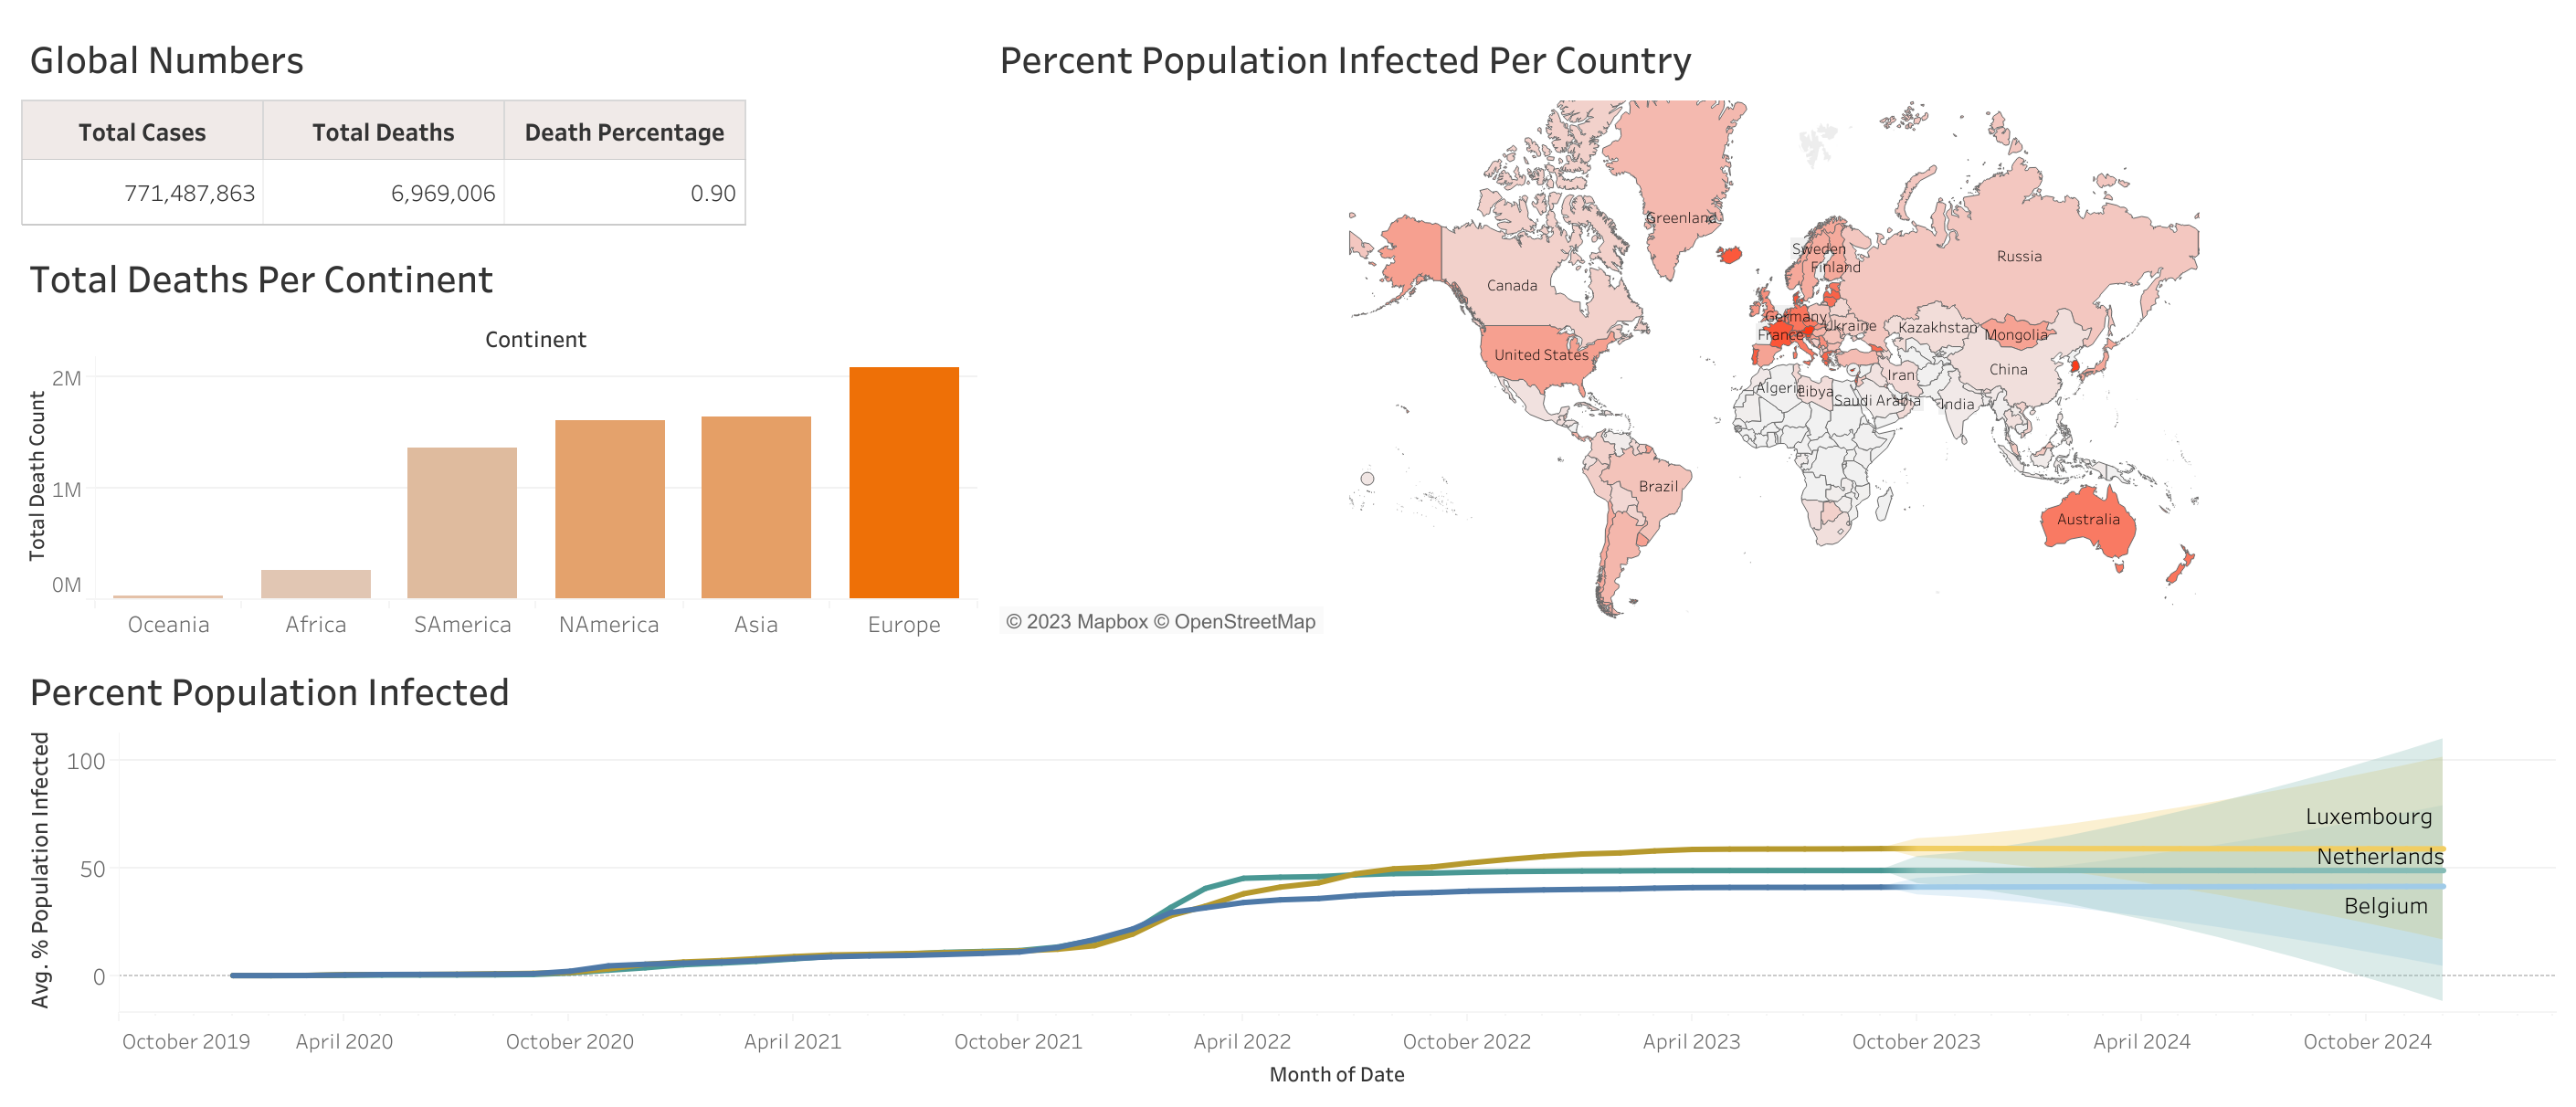 Global Numbers
Total Cases Total Deaths Death Percentage
771,487,863 6,969,006 0.90
Total Deaths Per Continent
Continent
Total Death Count
2M
1M
0M
Oceania Africa SAmerica NAmerica Asia Europe
Percent Population Infected Per Country
Greenland
Sweden
Finland
Russia
Canada
Germany
Ukraine
Kazakhstan
France
Mongolia
United States
China
Iran
Algeria
Libya
Saudi Arabia
India
Brazil
Australia
© 2023 Mapbox © OpenStreetMap
Percent Population Infected
Avg. % Population Infected
100
50
0
Luxembourg
Netherlands
Belgium
October 2019 April 2020 October 2020 April 2021 October 2021 April 2022 October 2022 April 2023 October 2023 April 2024 October 2024
Month of Date